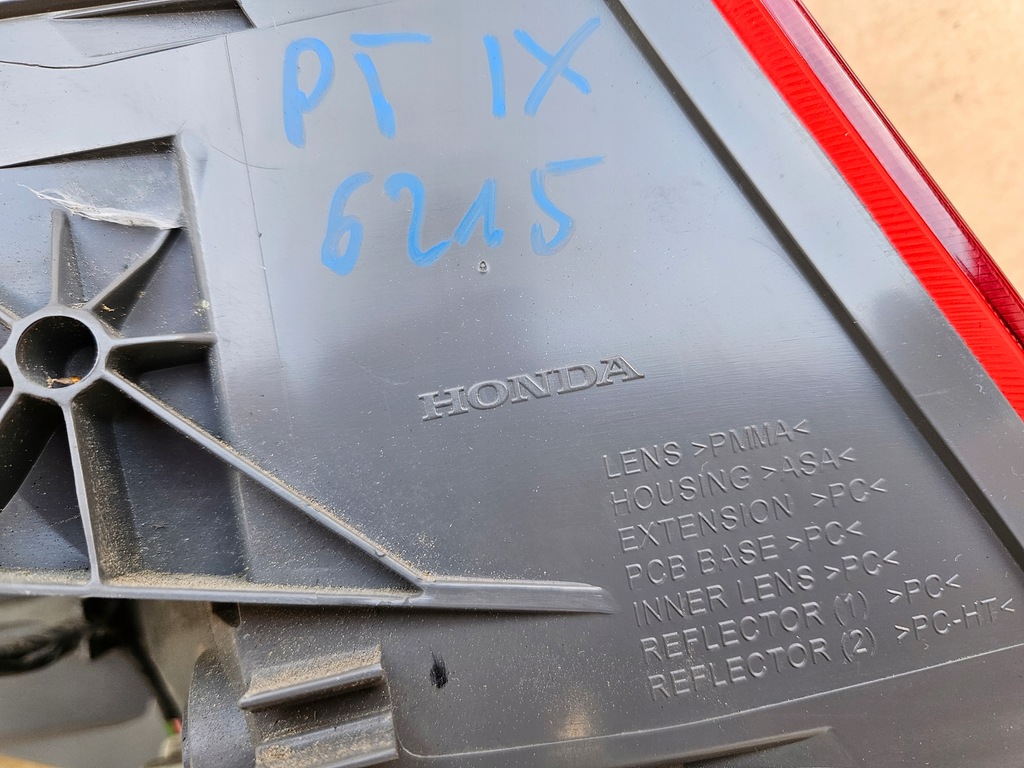 PT IX
6215
HONDA
LENS >PMMA<
HOUSING >ASA<
EXTENSION >PC<
PCB BASE >PC<
INNER LENS >PC<
REFLECTOR (1) >PC<
REFLECTOR (2) >PC-HT<